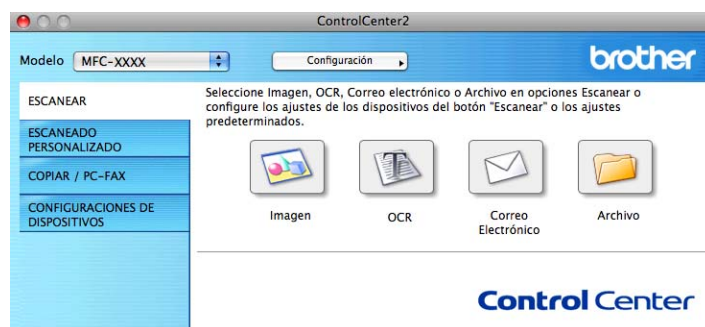 ControlCenter2
Modelo MFC-XXXX Configuración brother
ESCANEAR
ESCANEADO
PERSONALIZADO
COPIAR / PC-FAX
CONFIGURACIONES DE
DISPOSITIVOS
Seleccione Imagen, OCR, Correo electrónico o Archivo en opciones Escanear o
configure los ajustes de los dispositivos del botón "Escanear" o los ajustes
predeterminados.
Imagen
OCR
Correo
Electrónico
Archivo
Control Center